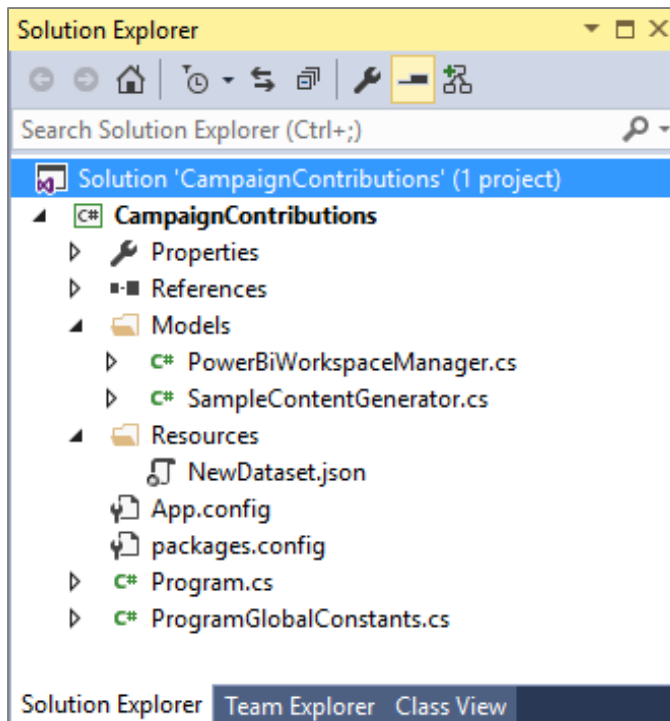 Solution Explorer
Search Solution Explorer (Ctrl+;)
Solution 'CampaignContributions' (1 project)
C# CampaignContributions
Properties
References
Models
C# PowerBiWorkspaceManager.cs
C# SampleContentGenerator.cs
Resources
NewDataset.json
App.config
packages.config
C# Program.cs
C# ProgramGlobalConstants.cs
Solution Explorer Team Explorer Class View